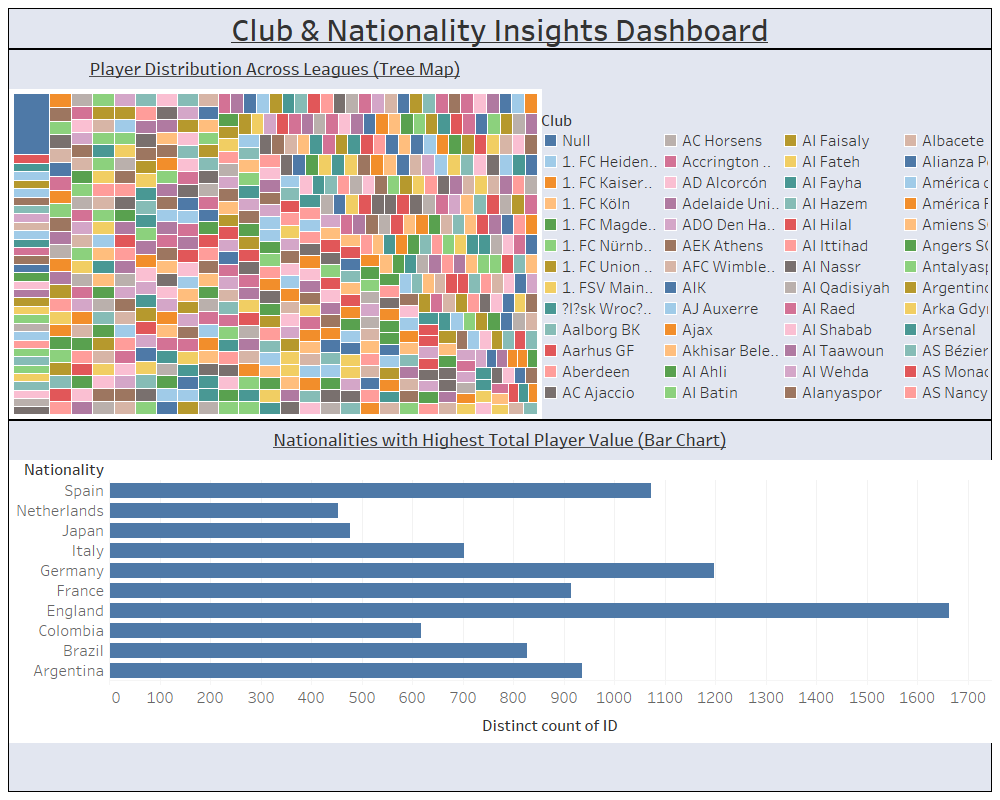 Club & Nationality Insights Dashboard
Player Distribution Across Leagues (Tree Map)
Club
Null
1. FC Heiden..
1. FC Kaiser..
1. FC Köln
1. FC Magde..
1. FC Nürnb..
1. FC Union ..
1. FSV Main..
?l?sk Wroc?..
Aalborg BK
Aarhus GF
Aberdeen
AC Ajaccio
AC Horsens
Accrington ..
AD Alcorcón
Adelaide Uni..
ADO Den Ha..
AEK Athens
AFC Wimble..
AIK
AJ Auxerre
Ajax
Akhisar Bele..
Al Ahli
Al Batin
Al Faisaly
Al Fateh
Al Fayha
Al Hazem
Al Hilal
Al Ittihad
Al Nassr
Al Qadisiyah
Al Raed
Al Shabab
Al Taawoun
Al Wehda
Alanyaspor
Albacete
Alianza
América
América
Amiens
Angers
Arka
Arsenal
AS
AS
AS Nancy
Nationalities with Highest Total Player Value (Bar Chart)
Nationality
Spain
Netherlands
Japan
Italy
Germany
France
England
Colombia
Brazil
Argentina
0 100 200 300 400 500 600 700 800 900 1000 1100 1200 1300 1400 1500 1600 1700
Distinct count of ID